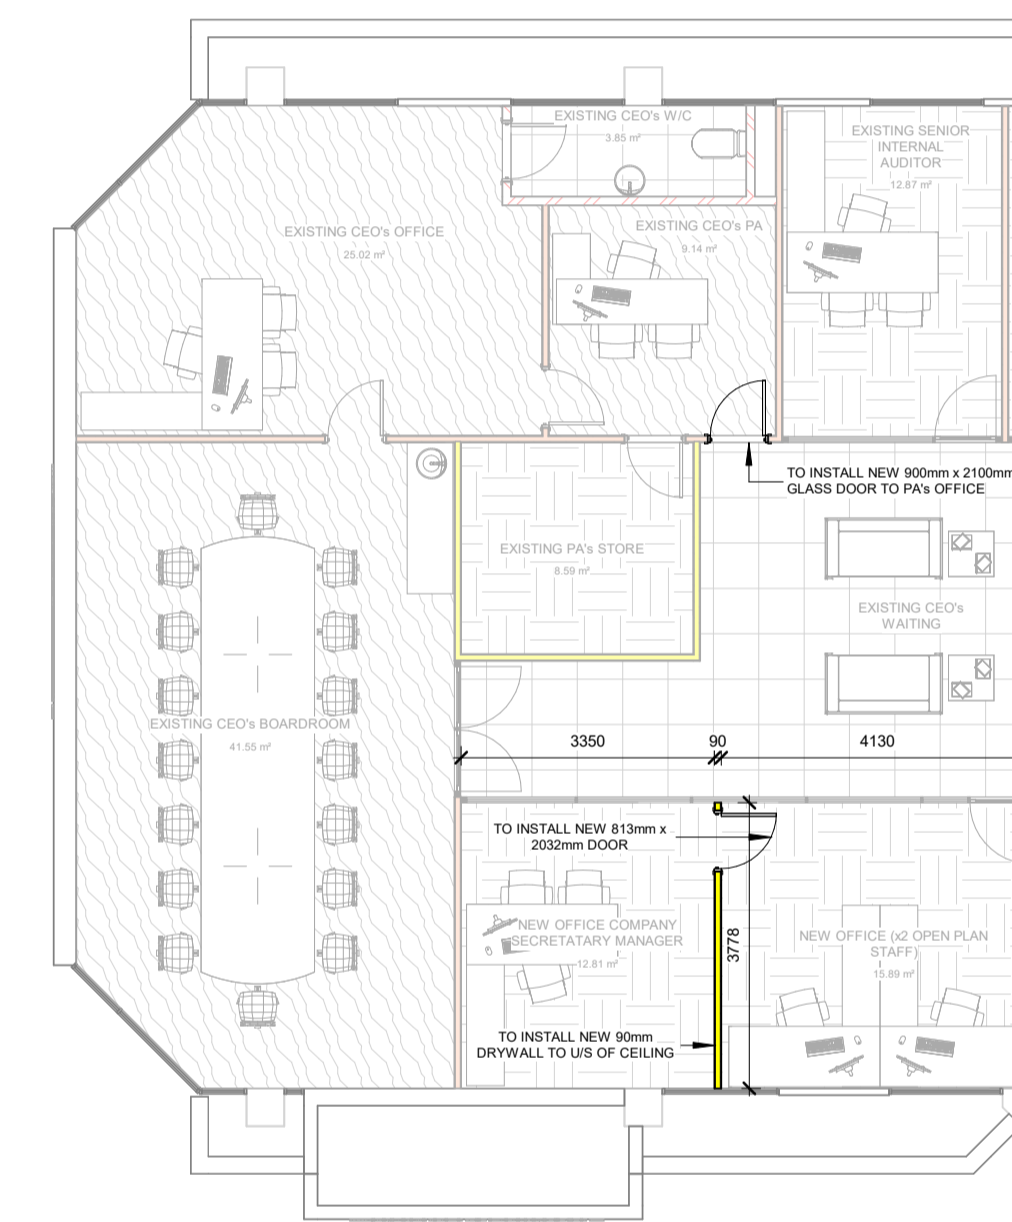 EXISTING CEO's W/C
3.85 m²
EXISTING SENIOR
INTERNAL
AUDITOR
12.87 m²
EXISTING CEO's OFFICE
25.02 m²
EXISTING CEO's PA
9.14 m²
TO INSTALL NEW 900mm x 2100mm
GLASS DOOR TO PA's OFFICE
EXISTING PA's STORE
8.59 m²
EXISTING CEO's
WAITING
EXISTING CEO's BOARDROOM
41.55 m²
3350
90
4130
TO INSTALL NEW 813mm x
2032mm DOOR
NEW OFFICE COMPANY
SECRETATARY MANAGER
12.81 m²
3778
NEW OFFICE (x2 OPEN PLAN
STAFF)
15.89 m²
TO INSTALL NEW 90mm
DRYWALL TO U/S OF CEILING